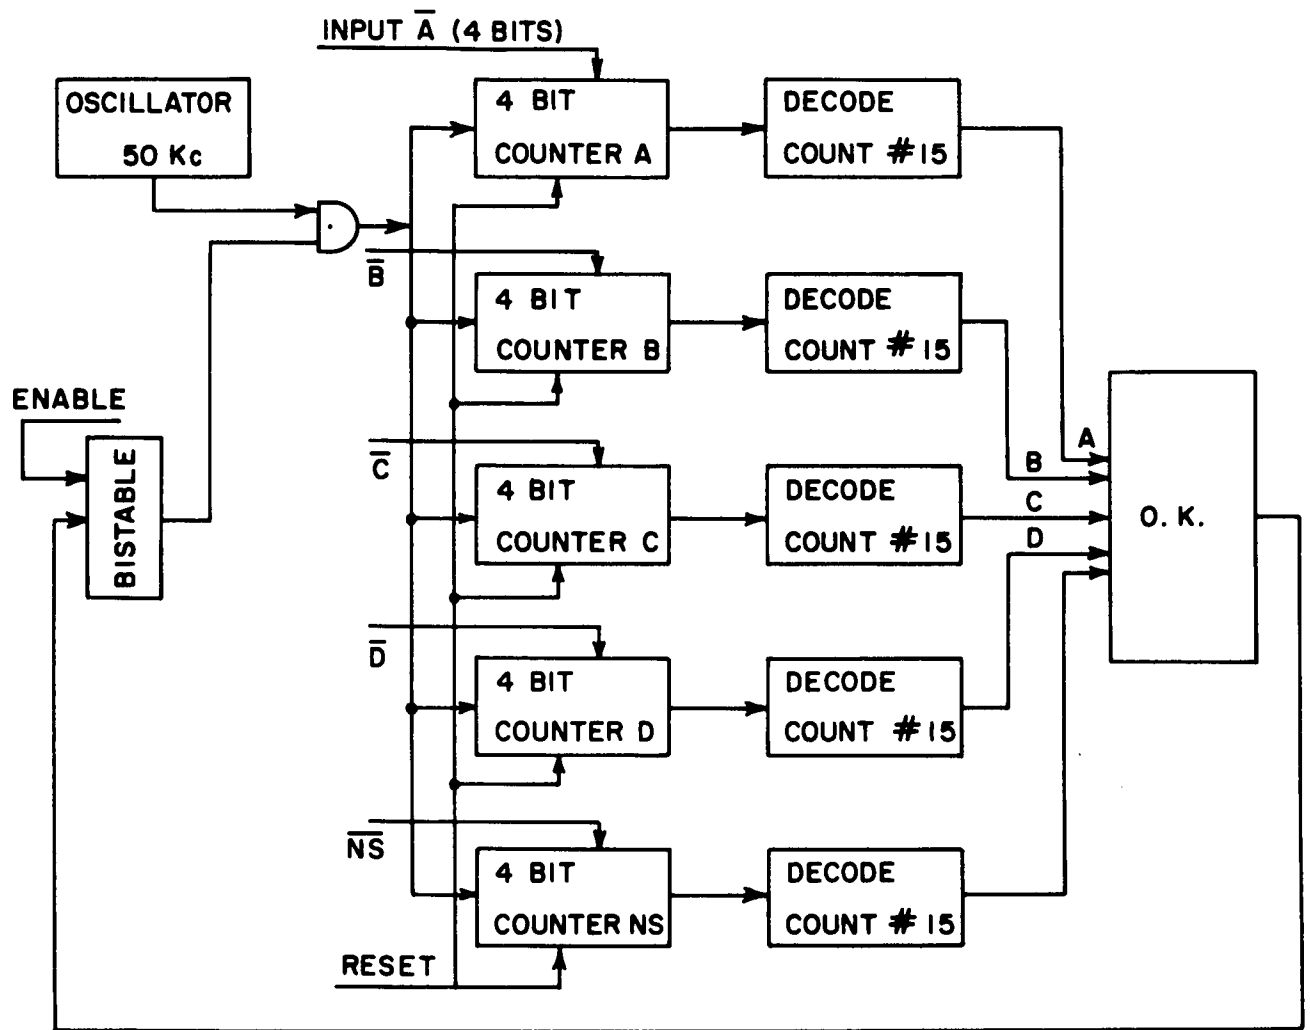 INPUT A̅ (4 BITS)
OSCILLATOR
50 Kc
4 BIT
COUNTER A
DECODE
COUNT #15
B̅
4 BIT
COUNTER B
DECODE
COUNT #15
ENABLE
BISTABLE
C̅
4 BIT
COUNTER C
DECODE
COUNT #15
A
B
C
D
O.K.
D̅
4 BIT
COUNTER D
DECODE
COUNT #15
N̅S̅
4 BIT
COUNTER NS
DECODE
COUNT #15
RESET